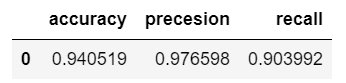 accuracy precesion recall
0 0.940519 0.976598 0.903992